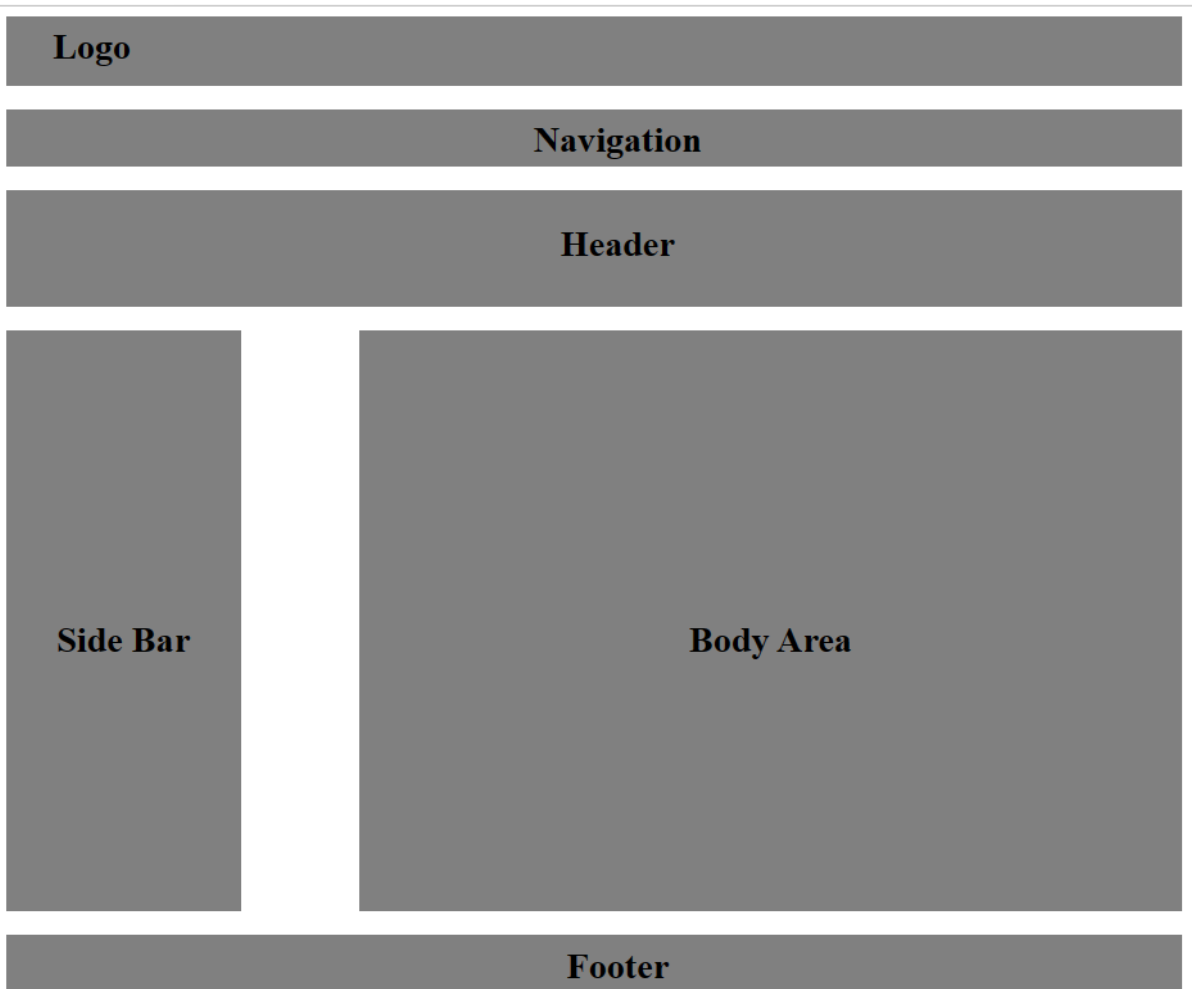 Logo
Navigation
Header
Side Bar
Body Area
Footer